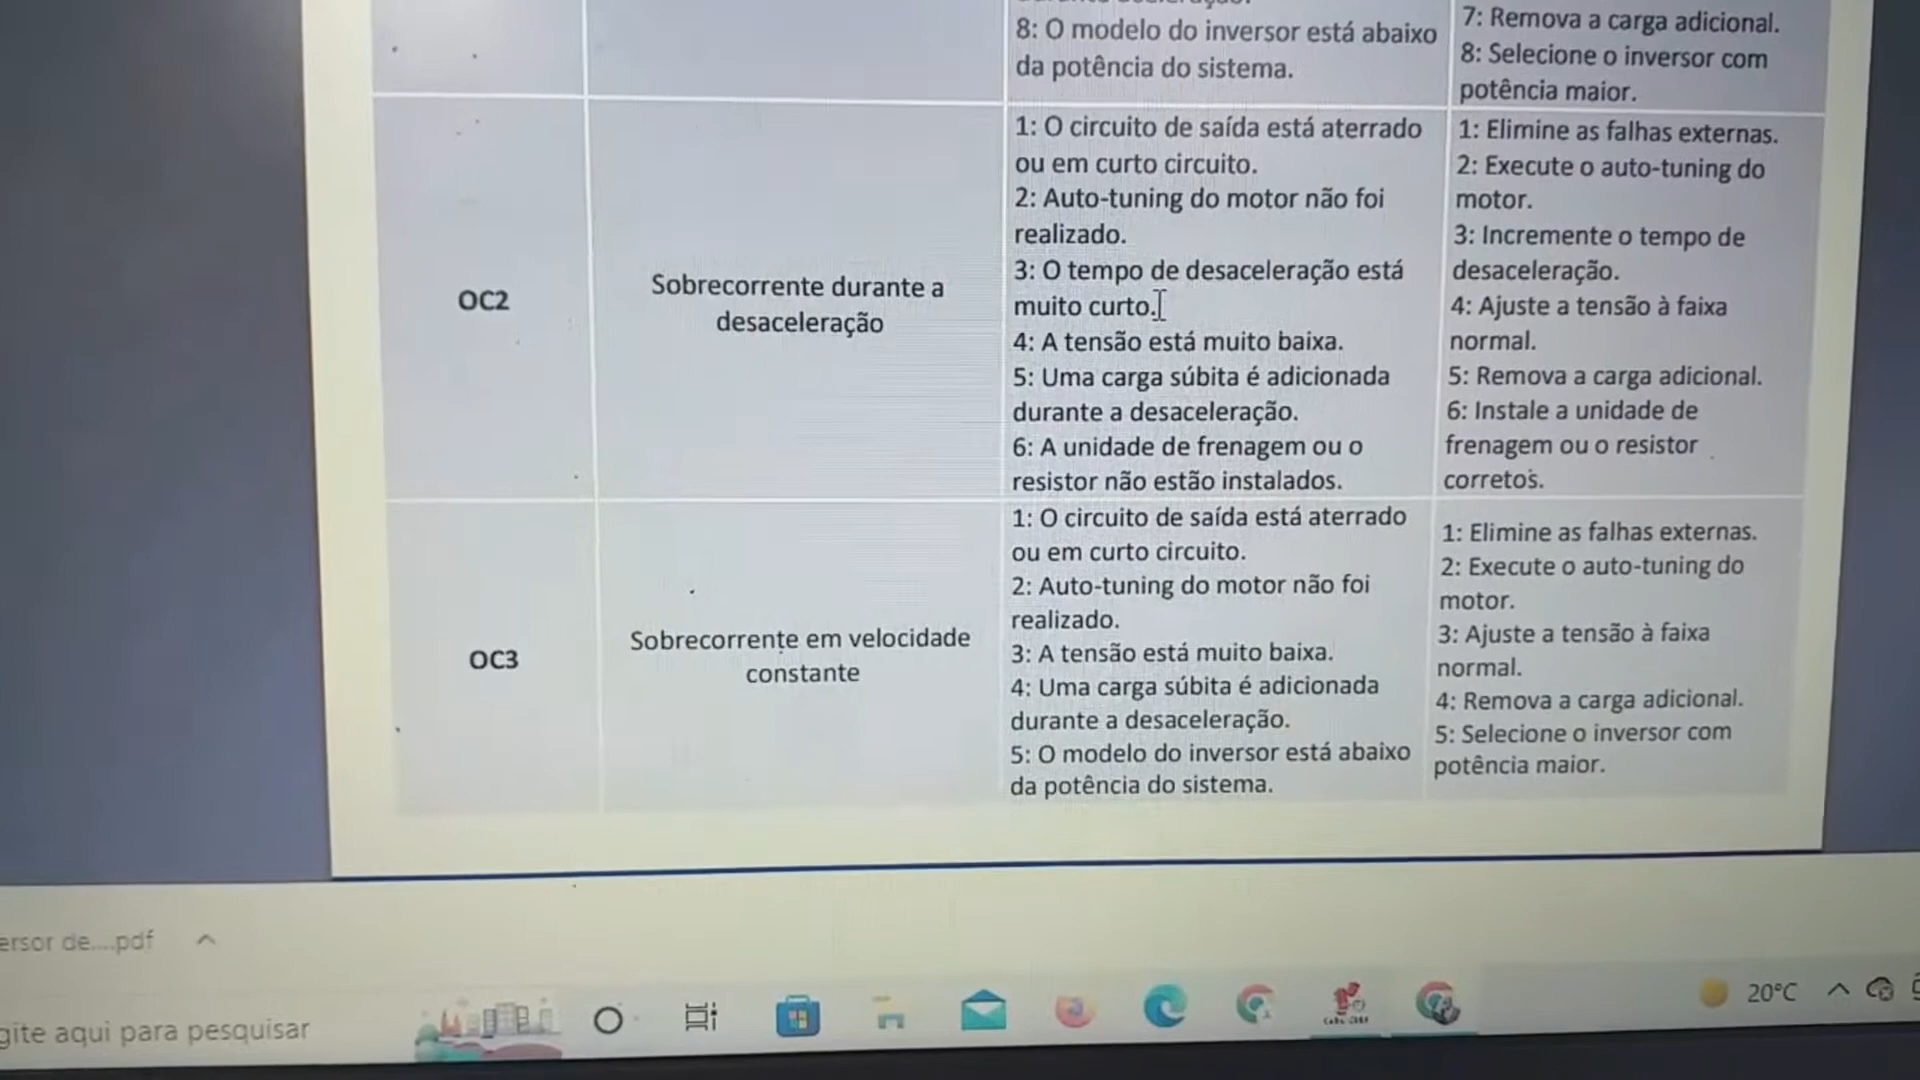 8: O modelo do inversor está abaixo
da potência do sistema.
7: Remova a carga adicional.
8: Selecione o inversor com
potência maior.
OC2
Sobrecorrente durante a
desaceleração
1: O circuito de saída está aterrado
ou em curto circuito.
2: Auto-tuning do motor não foi
realizado.
3: O tempo de desaceleração está
muito curto.
4: A tensão está muito baixa.
5: Uma carga súbita é adicionada
durante a desaceleração.
6: A unidade de frenagem ou o
resistor não estão instalados.
1: Elimine as falhas externas.
2: Execute o auto-tuning do
motor.
3: Incremente o tempo de
desaceleração.
4: Ajuste a tensão à faixa
normal.
5: Remova a carga adicional.
6: Instale a unidade de
frenagem ou o resistor
corretos.
OC3
Sobrecorrente em velocidade
constante
1: O circuito de saída está aterrado
ou em curto circuito.
2: Auto-tuning do motor não foi
realizado.
3: A tensão está muito baixa.
4: Uma carga súbita é adicionada
durante a desaceleração.
5: O modelo do inversor está abaixo
da potência do sistema.
1: Elimine as falhas externas.
2: Execute o auto-tuning do
motor.
3: Ajuste a tensão à faixa
normal.
4: Remova a carga adicional.
5: Selecione o inversor com
potência maior.
ersor de....pdf
gite aqui para pesquisar
20°C